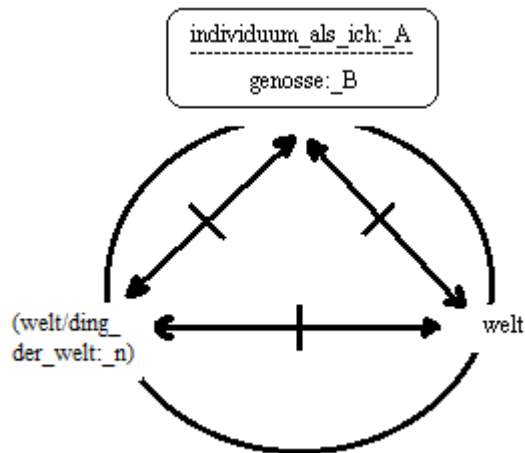 individuum_als_ich:_A
genosse:_B
(welt/ding_
der_welt:_n)
welt